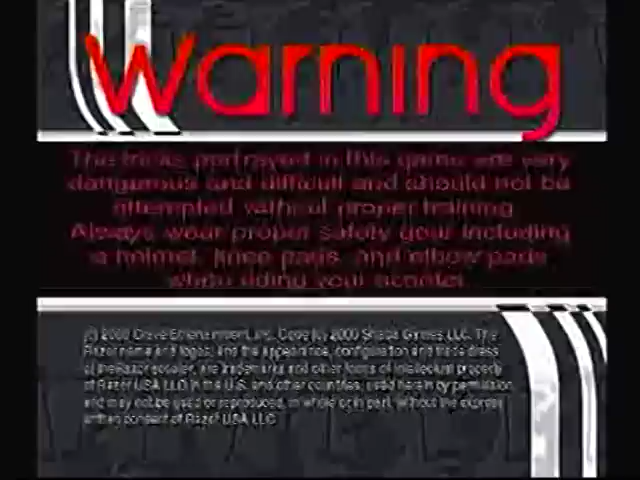 Warning
The tricks portrayed in this game are very
dangerous and difficult and should not be
attempted without proper training.
Always wear proper safety gear including
a helmet, knee pads, and elbow pads
when riding your scooter.
(c) 2000 Crave Entertainment, Inc. Code (c) 2000 Shaba Games, LLC. The
Razor name and logos, and the appearance, configuration and trade dress
of the Razor scooter, are trademarks and other forms of intellectual property
of Razor USA LLC in the U.S. and other countries, used herein by permission
and may not be used or reproduced, in whole or in part, without the express
written consent of Razor USA LLC